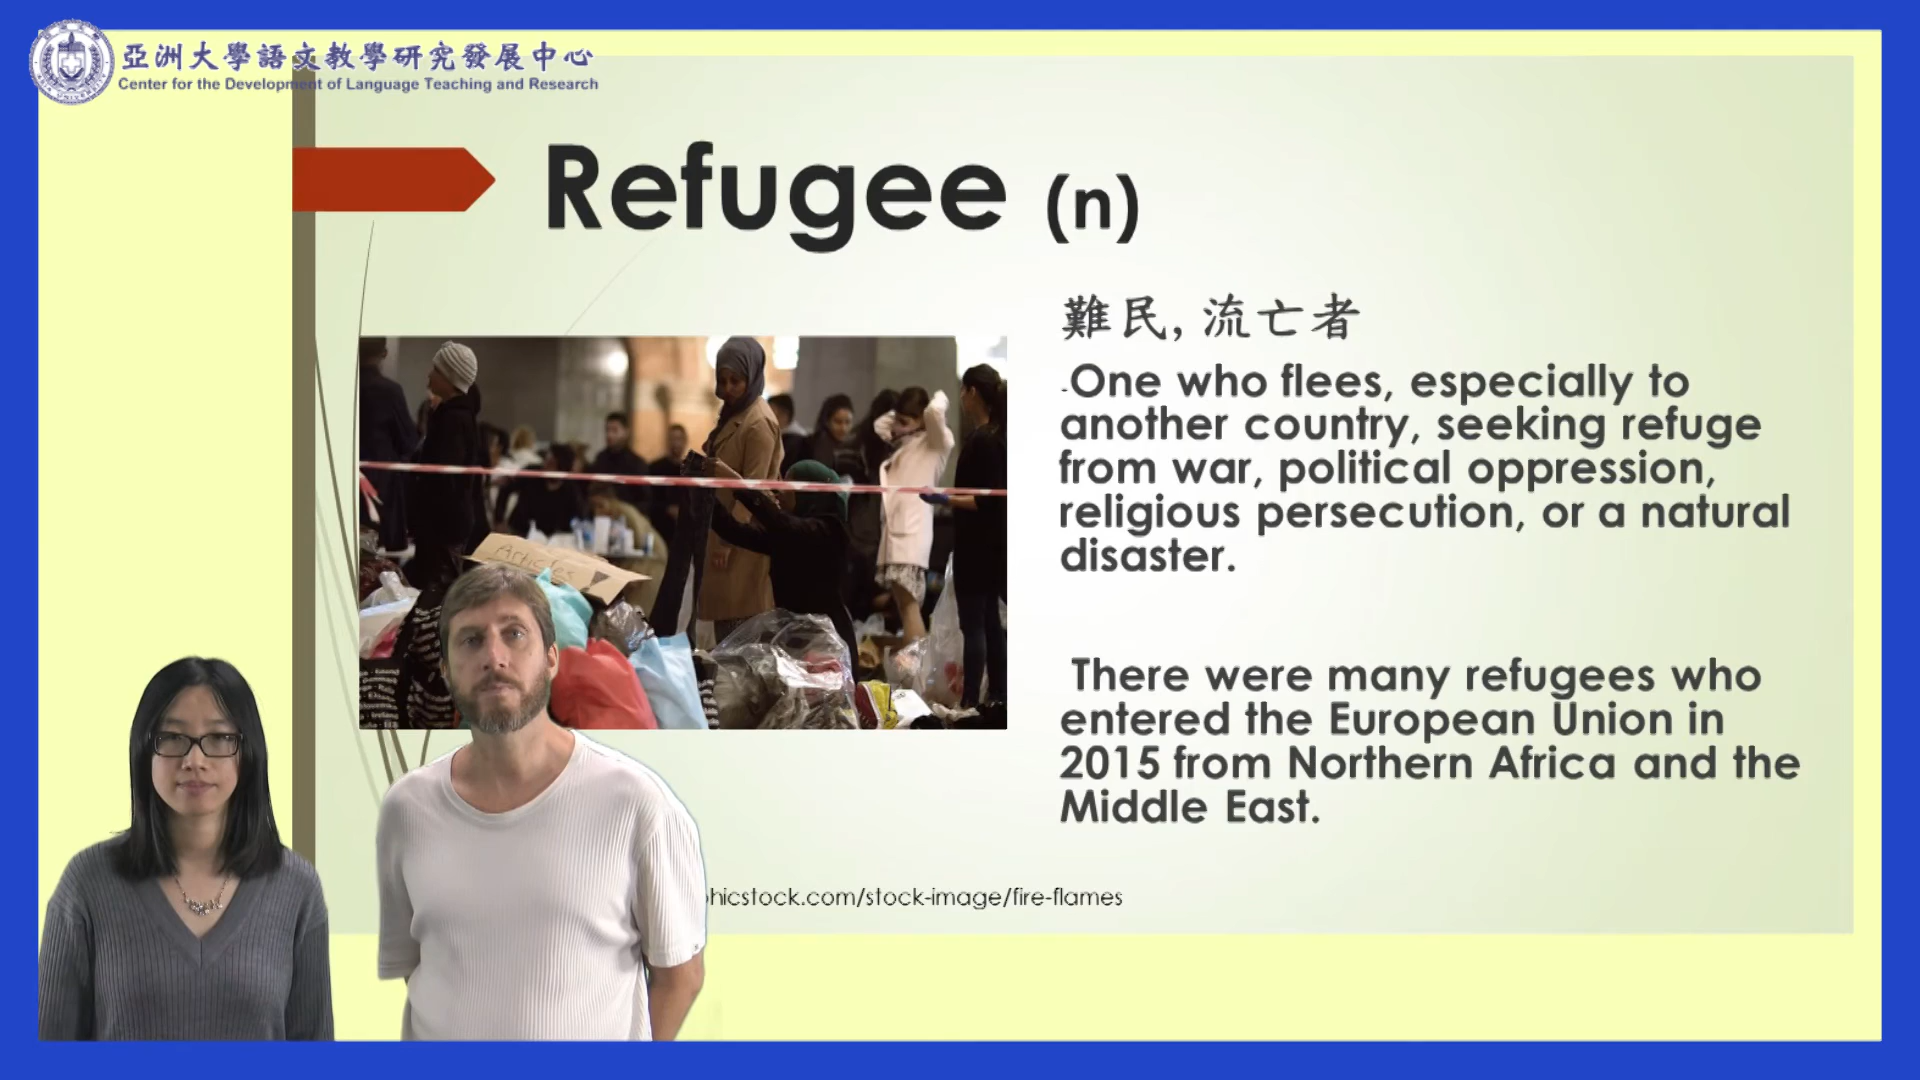 亞洲大學語文教學研究發展中心
Center for the Development of Language Teaching and Research
Refugee (n)
難民, 流亡者
-One who flees, especially to
another country, seeking refuge
from war, political oppression,
religious persecution, or a natural
disaster.
There were many refugees who
entered the European Union in
2015 from Northern Africa and the
Middle East.
Articles
hicstock.com/stock-image/fire-flames